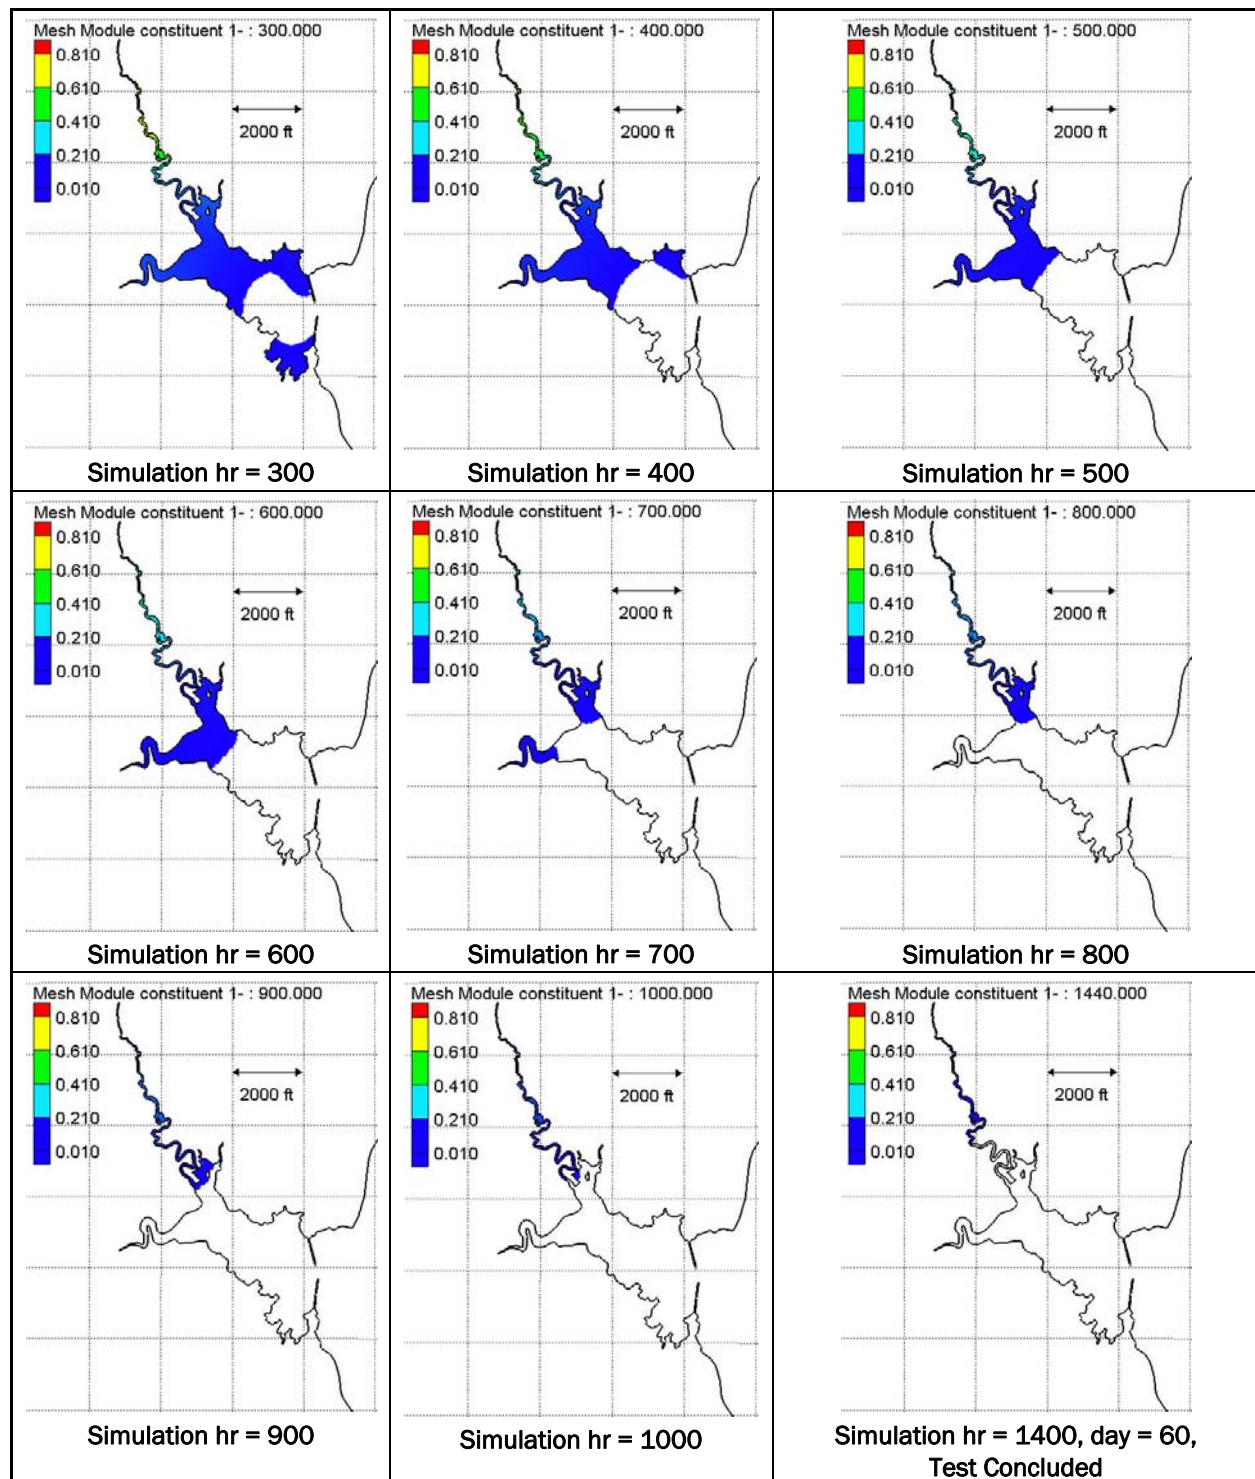 Mesh Module constituent 1- : 300.000
0.810
0.610
0.410
0.210
0.010
2000 ft
Simulation hr = 300
Mesh Module constituent 1- : 400.000
0.810
0.610
0.410
0.210
0.010
2000 ft
Simulation hr = 400
Mesh Module constituent 1- : 500.000
0.810
0.610
0.410
0.210
0.010
2000 ft
Simulation hr = 500
Mesh Module constituent 1- : 600.000
0.810
0.610
0.410
0.210
0.010
2000 ft
Simulation hr = 600
Mesh Module constituent 1- : 700.000
0.810
0.610
0.410
0.210
0.010
2000 ft
Simulation hr = 700
Mesh Module constituent 1- : 800.000
0.810
0.610
0.410
0.210
0.010
2000 ft
Simulation hr = 800
Mesh Module constituent 1- : 900.000
0.810
0.610
0.410
0.210
0.010
2000 ft
Simulation hr = 900
Mesh Module constituent 1- : 1000.000
0.810
0.610
0.410
0.210
0.010
2000 ft
Simulation hr = 1000
Mesh Module constituent 1- : 1440.000
0.810
0.610
0.410
0.210
0.010
2000 ft
Simulation hr = 1400, day = 60,
Test Concluded